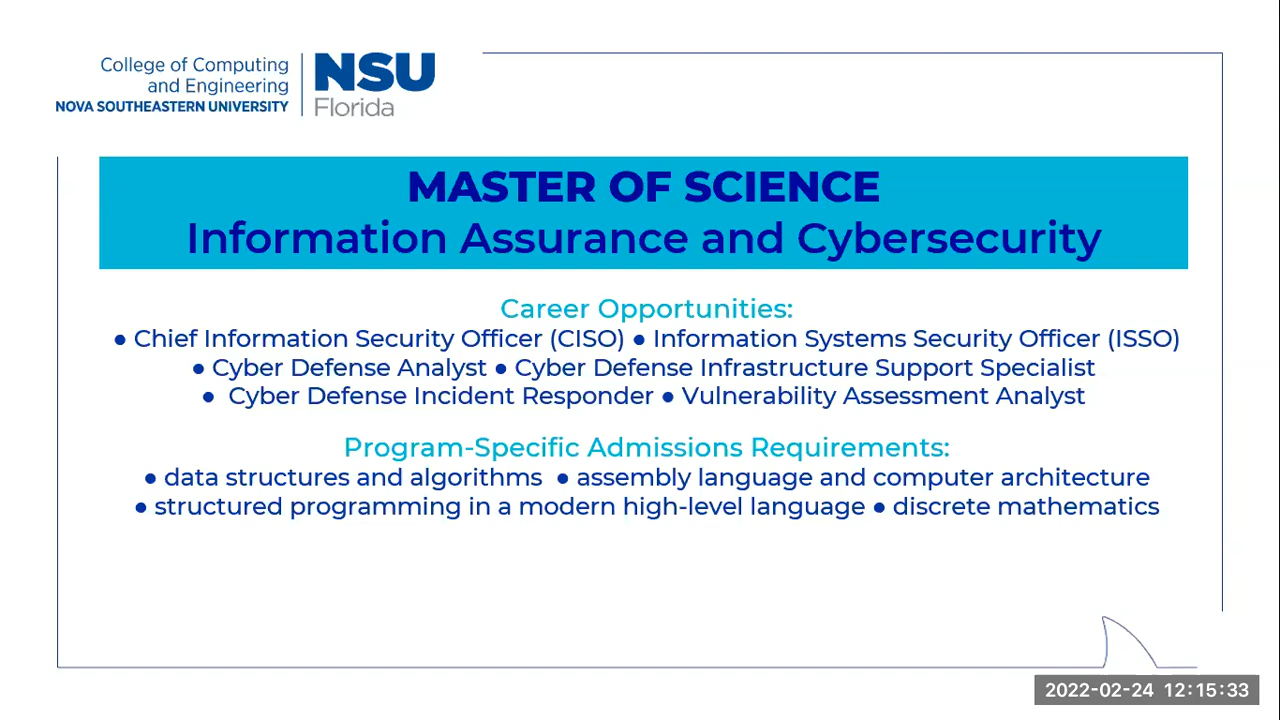 College of Computing
and Engineering
NOVA SOUTHEASTERN UNIVERSITY
NSU
Florida
MASTER OF SCIENCE
Information Assurance and Cybersecurity
Career Opportunities:
● Chief Information Security Officer (CISO) ● Information Systems Security Officer (ISSO)
● Cyber Defense Analyst ● Cyber Defense Infrastructure Support Specialist
● Cyber Defense Incident Responder ● Vulnerability Assessment Analyst
Program-Specific Admissions Requirements:
● data structures and algorithms ● assembly language and computer architecture
● structured programming in a modern high-level language ● discrete mathematics
2022-02-24 12:15:33